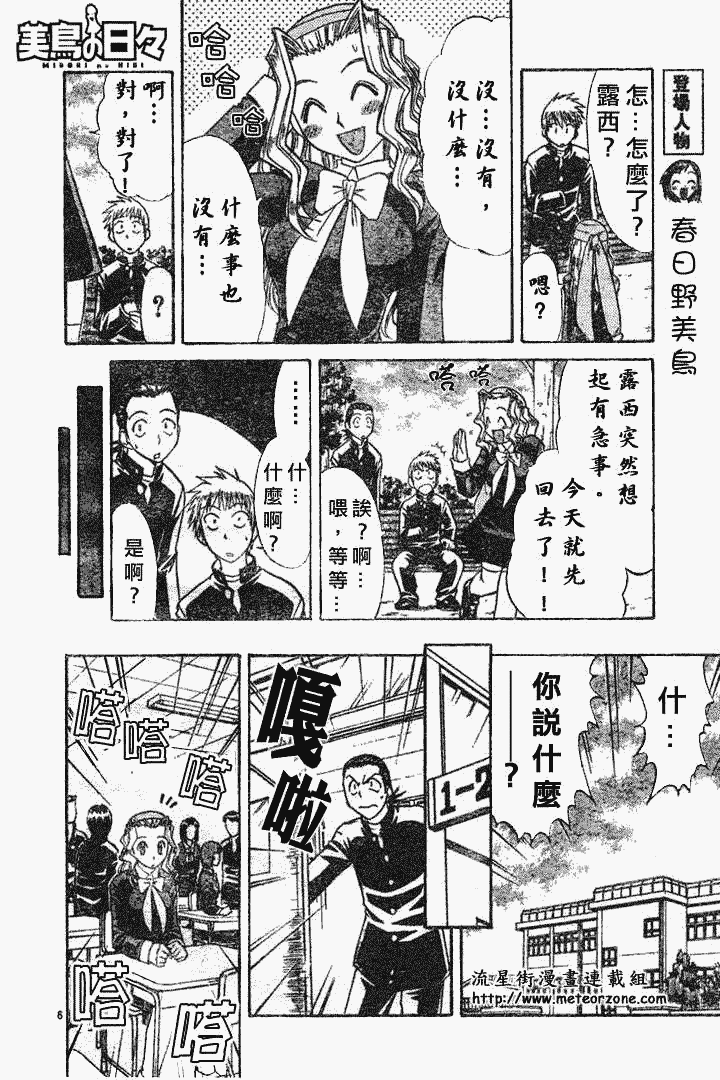 美鳥の日々
MIDORI no HIBI
登場人物
春日野美鳥
怎…怎麼了?
露西?
嗯?
沒…沒有,
沒什麼…
哈
哈
哈
什麼事也
沒有…
啊…
對,對了!
?
露西突然想
起有急事。
今天就先
回去了!!
嗒
嗒
誒?啊…
喂,等等…
……
什…
什麼啊?
是啊?
什…
你說什麼
——?
1-2
嘎
啦
嗒
嗒
嗒
嗒
嗒
流星街漫畫連載組
http://www.meteorzone.com
6